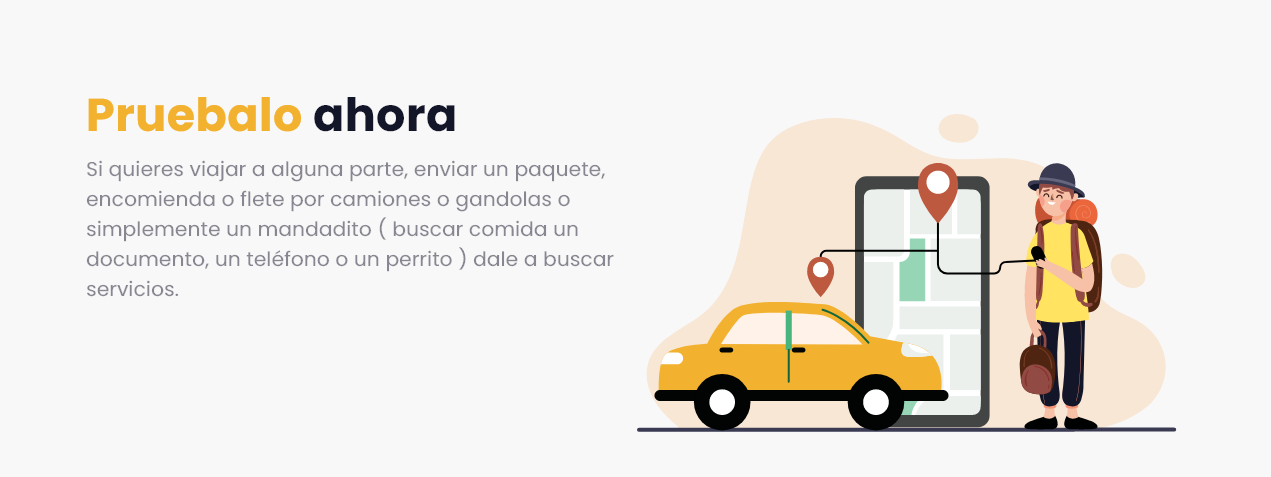 Pruebalo ahora
Si quieres viajar a alguna parte, enviar un paquete,
encomienda o flete por camiones o gandolas o
simplemente un mandadito ( buscar comida un
documento, un teléfono o un perrito ) dale a buscar
servicios.